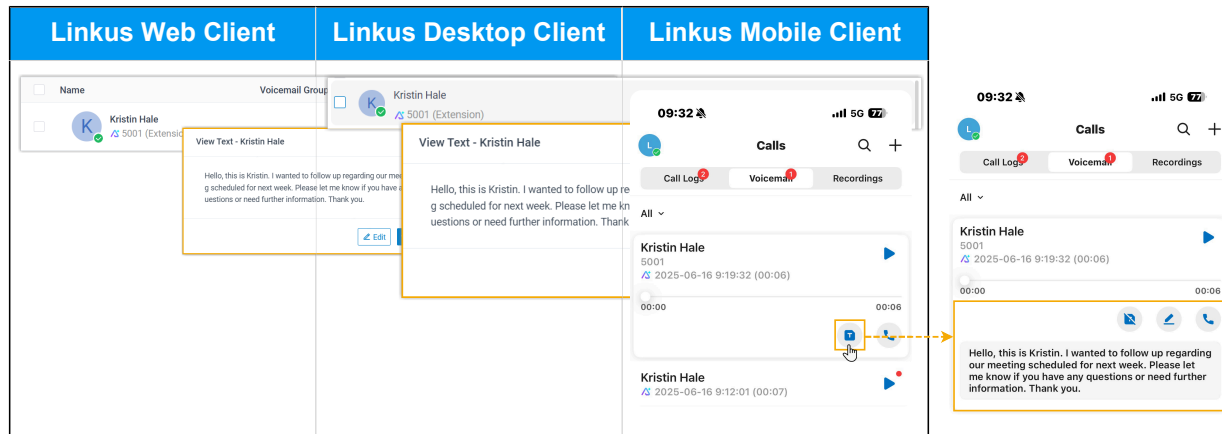 Linkus Web Client
Linkus Desktop Client
Linkus Mobile Client
Name
Voicemail Group
K
Kristin Hale
5001 (Extensio
View Text - Kristin Hale
Hello, this is Kristin. I wanted to follow up regarding our mee
g scheduled for next week. Please let me know if you have a
uestions or need further information. Thank you.
Edit
K
Kristin Hale
5001 (Extension)
View Text - Kristin Hale
Hello, this is Kristin. I wanted to follow up re
g scheduled for next week. Please let me kn
uestions or need further information. Thank
09:32
5G 77
L
Calls
Call Logs 2
Voicemail 1
Recordings
All
Kristin Hale
5001
2025-06-16 9:19:32 (00:06)
00:00
00:06
T
Kristin Hale
2025-06-16 9:12:01 (00:07)
09:32
5G 77
L
Calls
Call Logs 2
Voicemail 1
Recordings
All
Kristin Hale
5001
2025-06-16 9:19:32 (00:06)
00:00
00:06
Hello, this is Kristin. I wanted to follow up regarding
our meeting scheduled for next week. Please let
me know if you have any questions or need further
information. Thank you.